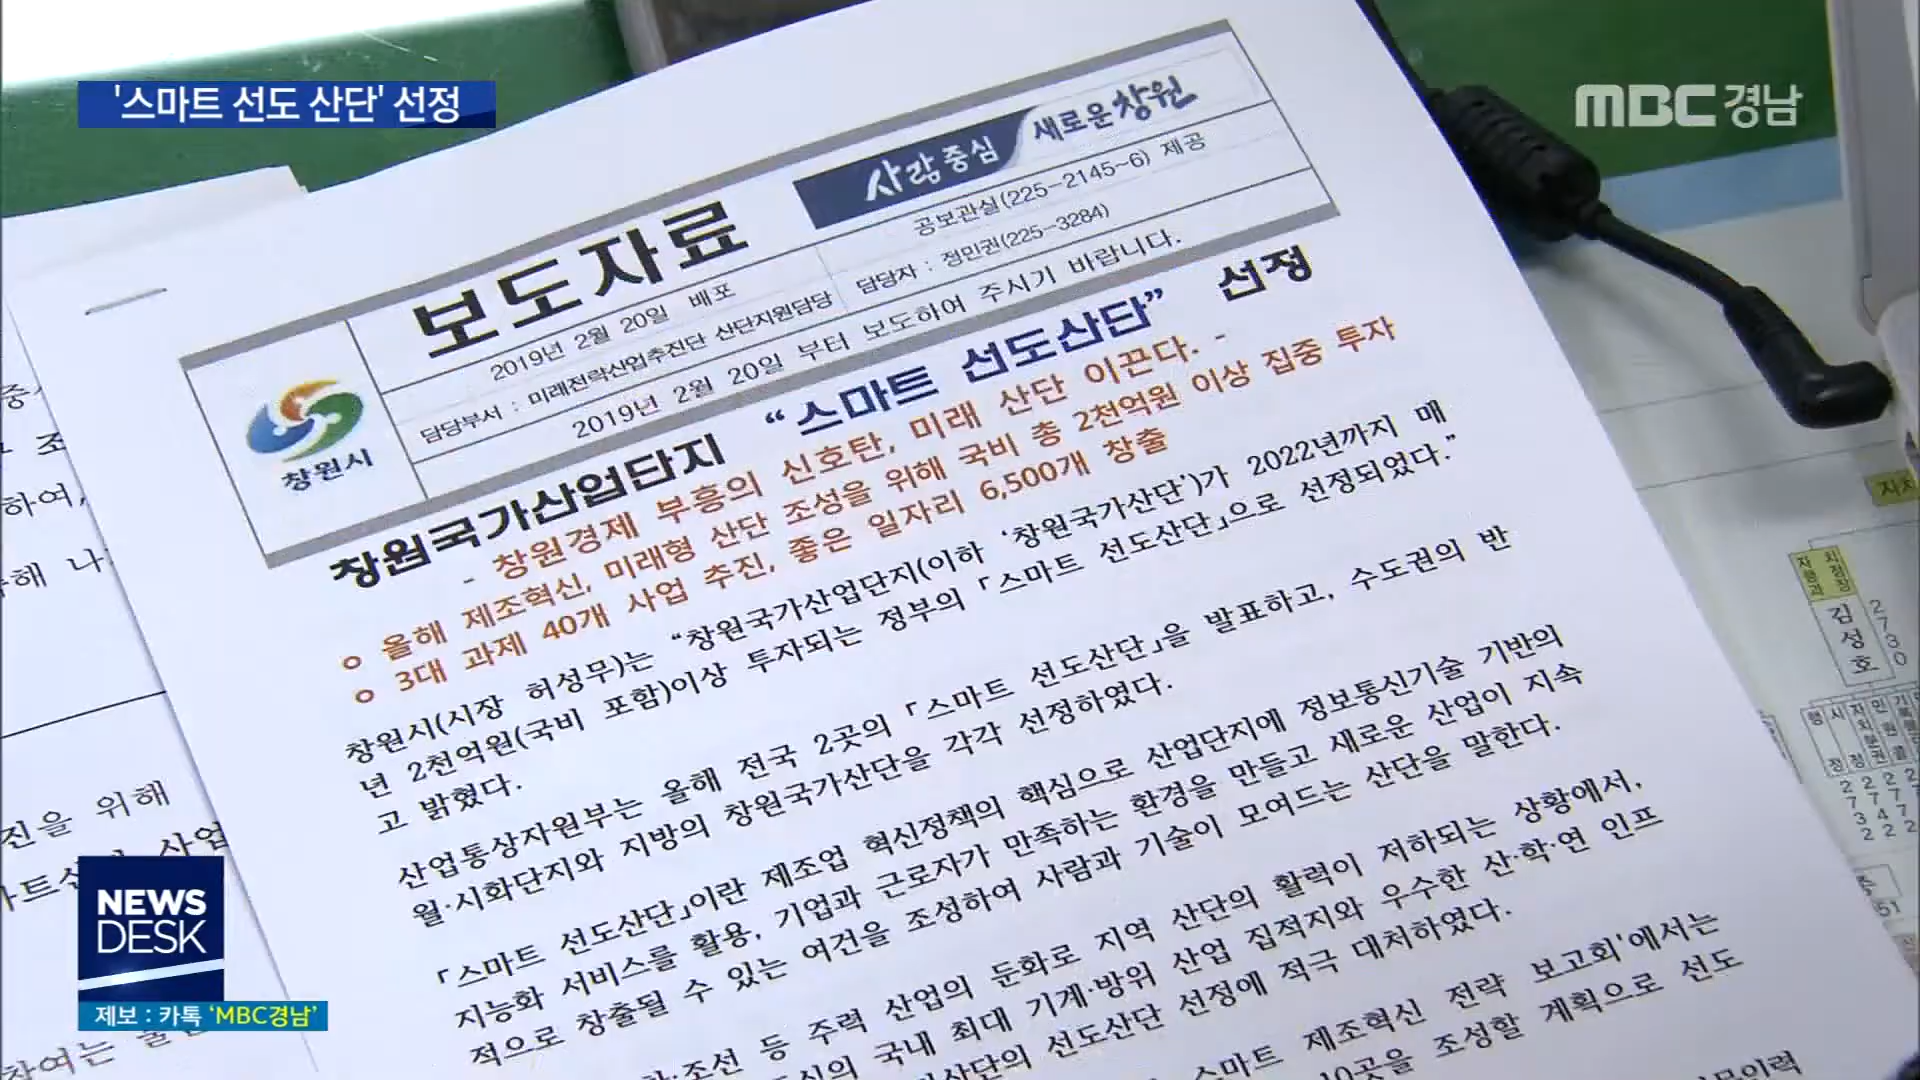 '스마트 선도 산단' 선정
MBC경남
사람중심 새로운 창원
보도자료
공보관실(225-2145~6) 제공
2019년 2월 20일 배포
담당부서 : 미래전략산업추진단 산단지원담당
담당자 : 정민권(225-3284)
2019년 2월 20일 부터 보도하여 주시기 바랍니다.
창원시
창원국가산업단지 “스마트 선도산단” 선정
- 창원경제 부흥의 신호탄, 미래 산단 이끈다. -
ㅇ 올해 제조혁신, 미래형 산단 조성을 위해 국비 총 2천억원 이상 집중 투자
ㅇ 3대 과제 40개 사업 추진, 좋은 일자리 6,500개 창출
창원시(시장 허성무)는 “창원국가산업단지(이하 ‘창원국가산단’)가 2022년까지 매
년 2천억원(국비 포함)이상 투자되는 정부의 「스마트 선도산단」으로 선정되었다.”
고 밝혔다.
산업통상자원부는 올해 전국 2곳의 「스마트 선도산단」을 발표하고, 수도권의 반
월·시화단지와 지방의 창원국가산단을 각각 선정하였다.
「스마트 선도산단」이란 제조업 혁신정책의 핵심으로 산업단지에 정보통신기술 기반의
지능화 서비스를 활용, 기업과 근로자가 만족하는 환경을 만들고 새로운 산업이 지속
적으로 창출될 수 있는 여건을 조성하여 사람과 기술이 모여드는 산단을 말한다.
조선 등 주력 산업의 둔화로 지역 산단의 활력이 저하되는 상황에서,
국내 최대 기계·방위 산업 집적지와 우수한 산·학·연 인프
선도산단 선정에 적극 대처하였다.
스마트 제조혁신 전략 보고회'에서는
10곳을 조성할 계획으로 선도
김성호
2730
진을 위해
사업
NEWS
DESK
제보 : 카톡 ‘MBC경남’